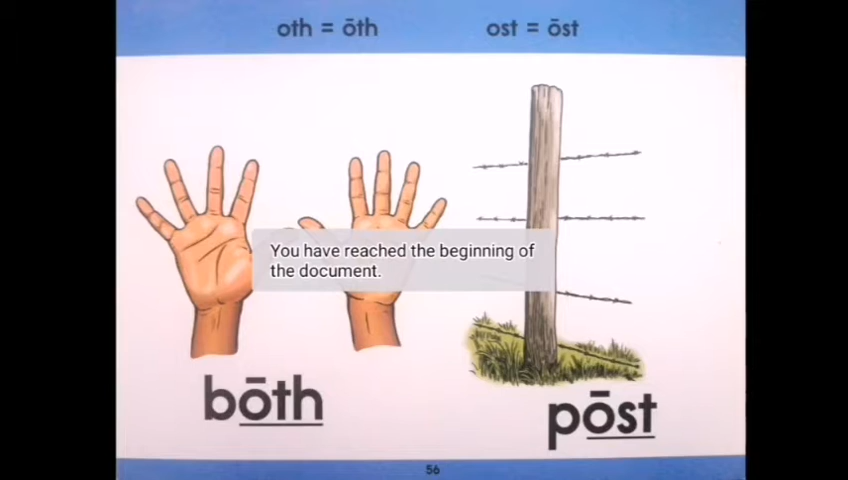 oth = ōth ost = ōst
You have reached the beginning of
the document.
bōth
pōst
56